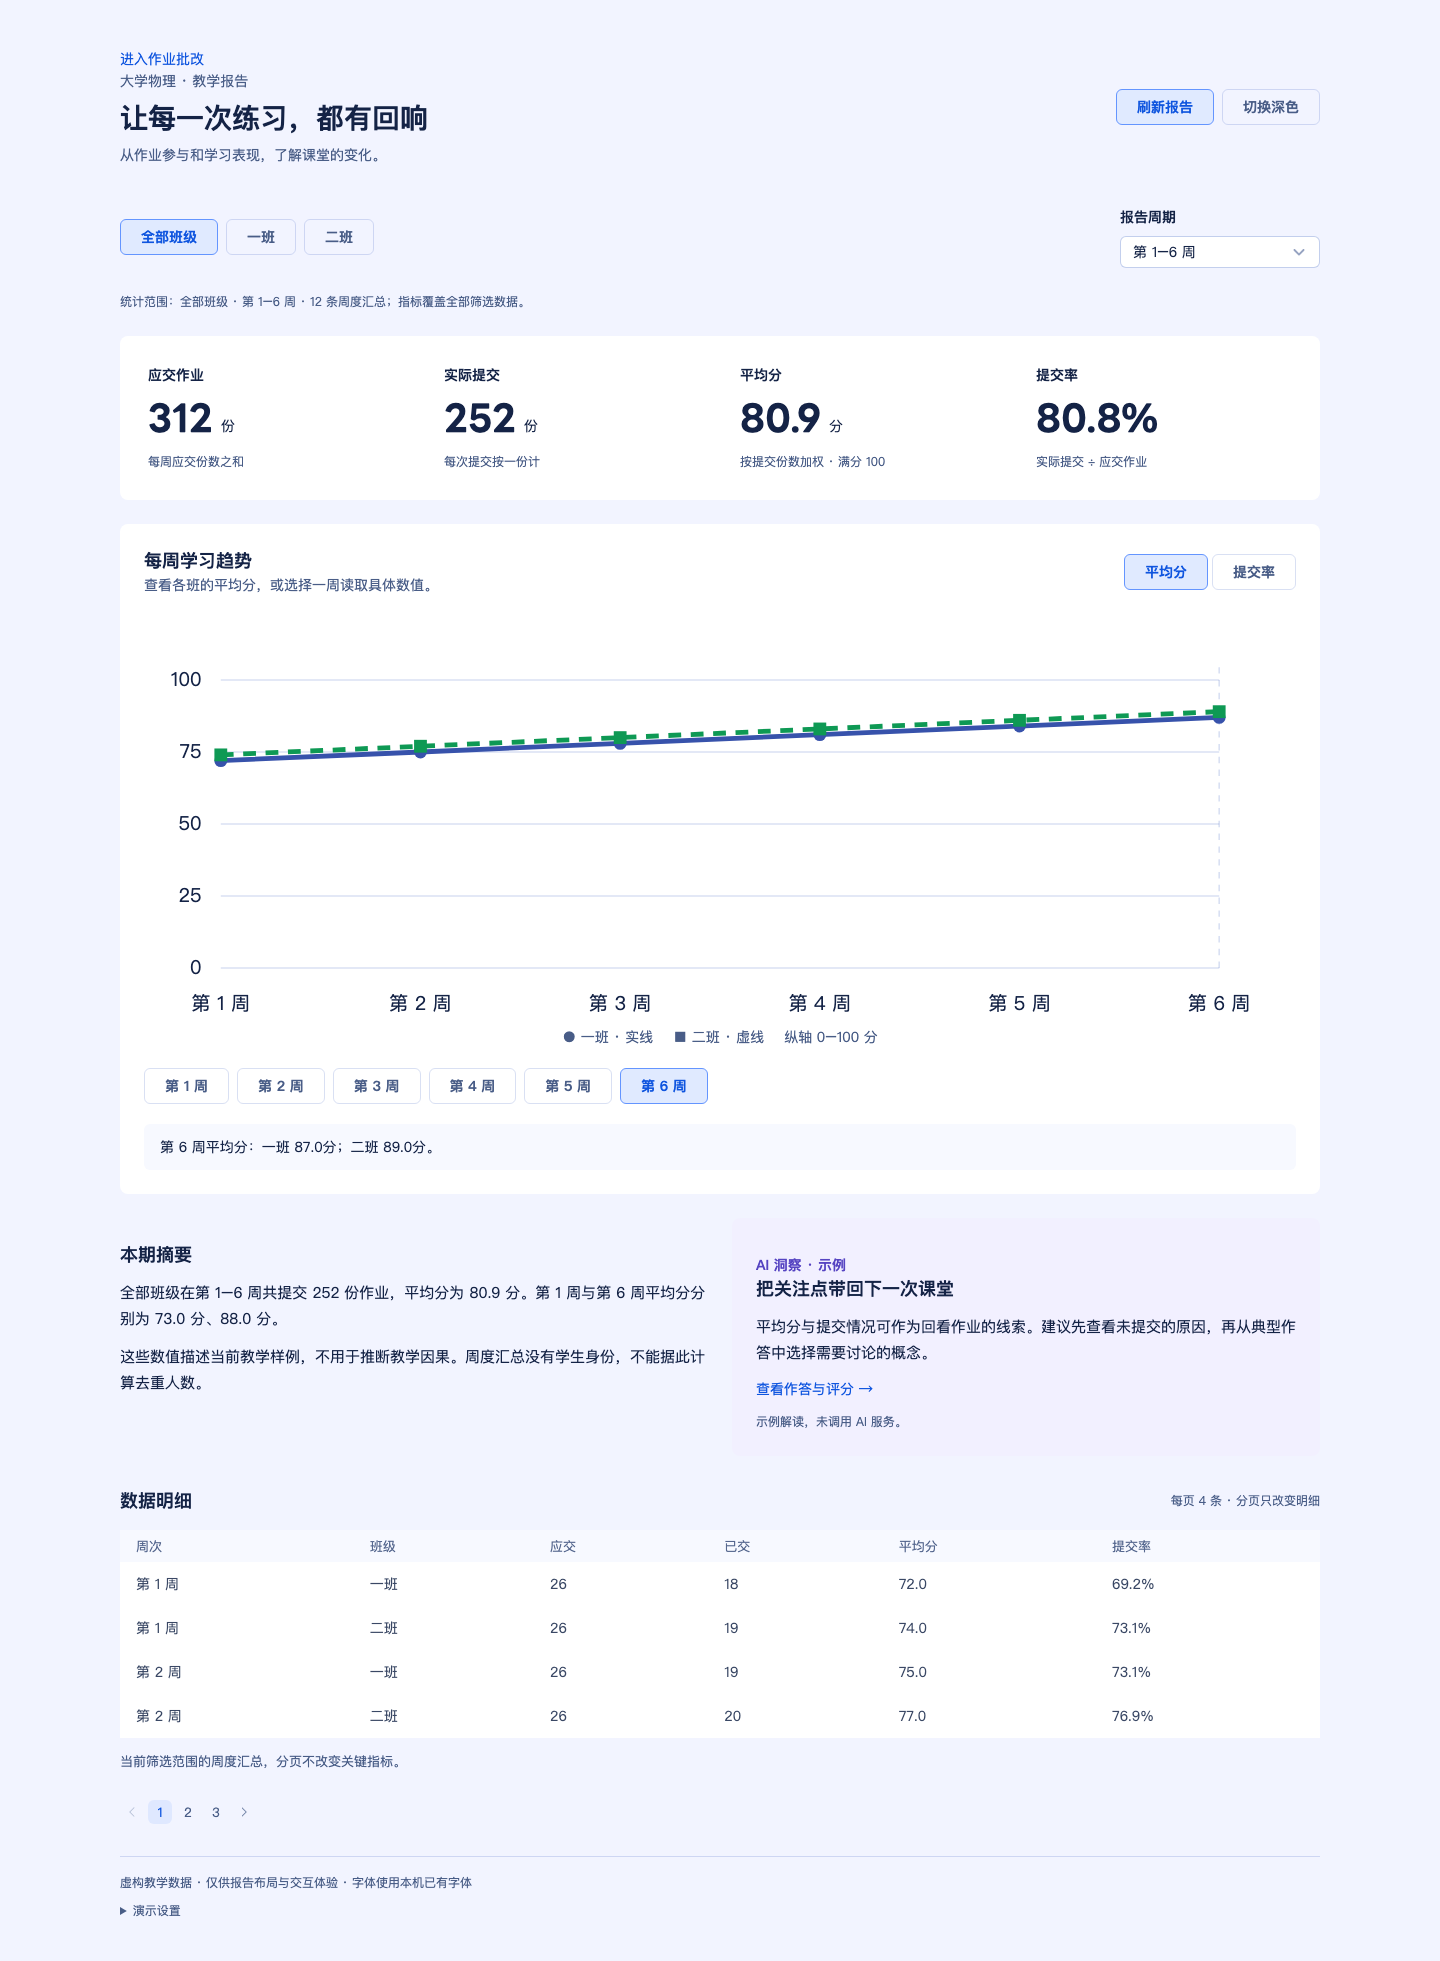 进入作业批改
大学物理 · 教学报告
让每一次练习，都有回响
从作业参与和学习表现，了解课堂的变化。
刷新报告
切换深色
全部班级
一班
二班
报告周期
第 1—6 周
统计范围：全部班级 · 第 1—6 周 · 12 条周度汇总；指标覆盖全部筛选数据。
应交作业
312 份
每周应交份数之和
实际提交
252 份
每次提交按一份计
平均分
80.9 分
按提交份数加权 · 满分 100
提交率
80.8%
实际提交 ÷ 应交作业
每周学习趋势
查看各班的平均分，或选择一周读取具体数值。
平均分
提交率
100
75
50
25
0
第 1 周
第 2 周
第 3 周
第 4 周
第 5 周
第 6 周
● 一班 · 实线
■ 二班 · 虚线
纵轴 0—100 分
第 1 周
第 2 周
第 3 周
第 4 周
第 5 周
第 6 周
第 6 周平均分：一班 87.0分；二班 89.0分。
本期摘要
全部班级在第 1—6 周共提交 252 份作业，平均分为 80.9 分。第 1 周与第 6 周平均分分
别为 73.0 分、88.0 分。
这些数值描述当前教学样例，不用于推断教学因果。周度汇总没有学生身份，不能据此计
算去重人数。
AI 洞察 · 示例
把关注点带回下一次课堂
平均分与提交情况可作为回看作业的线索。建议先查看未提交的原因，再从典型作
答中选择需要讨论的概念。
查看作答与评分 →
示例解读，未调用 AI 服务。
数据明细
每页 4 条 · 分页只改变明细
周次 班级 应交 已交 平均分 提交率
第 1 周 一班 26 18 72.0 69.2%
第 1 周 二班 26 19 74.0 73.1%
第 2 周 一班 26 19 75.0 73.1%
第 2 周 二班 26 20 77.0 76.9%
当前筛选范围的周度汇总，分页不改变关键指标。
1 2 3
虚构教学数据 · 仅供报告布局与交互体验 · 字体使用本机已有字体
▶ 演示设置